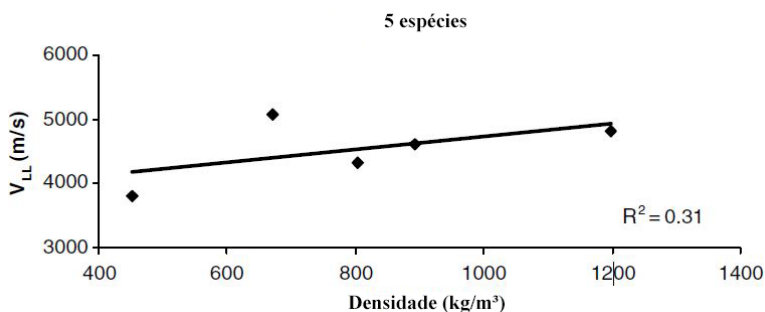 5 espécies
6000
5000
4000
3000
V_LL (m/s)
R² = 0.31
400 600 800 1000 1200 1400
Densidade (kg/m³)